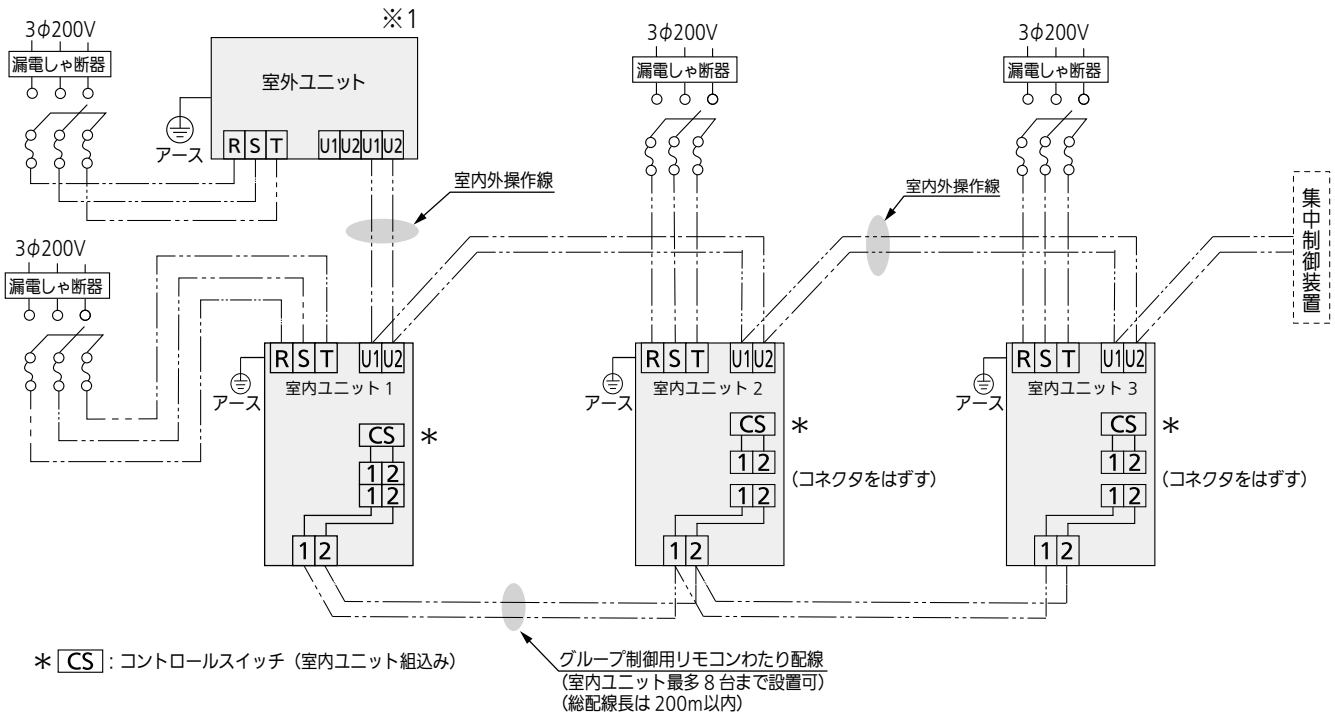 ※1
3φ200V
漏電しゃ断器
室外ユニット
アース
R S T
U1 U2 U1 U2
3φ200V
漏電しゃ断器
3φ200V
漏電しゃ断器
室内外操作線
室内外操作線
集中制御装置
3φ200V
漏電しゃ断器
R S T
U1 U2
室内ユニット 1
アース
CS
*
1 2
1 2
1 2
R S T
U1 U2
室内ユニット 2
アース
CS
*
1 2
(コネクタをはずす)
1 2
1 2
R S T
U1 U2
室内ユニット 3
アース
CS
*
1 2
(コネクタをはずす)
1 2
1 2
* CS : コントロールスイッチ(室内ユニット組込み)
グループ制御用リモコンわたり配線
(室内ユニット最多 8 台まで設置可)
(総配線長は 200m以内)